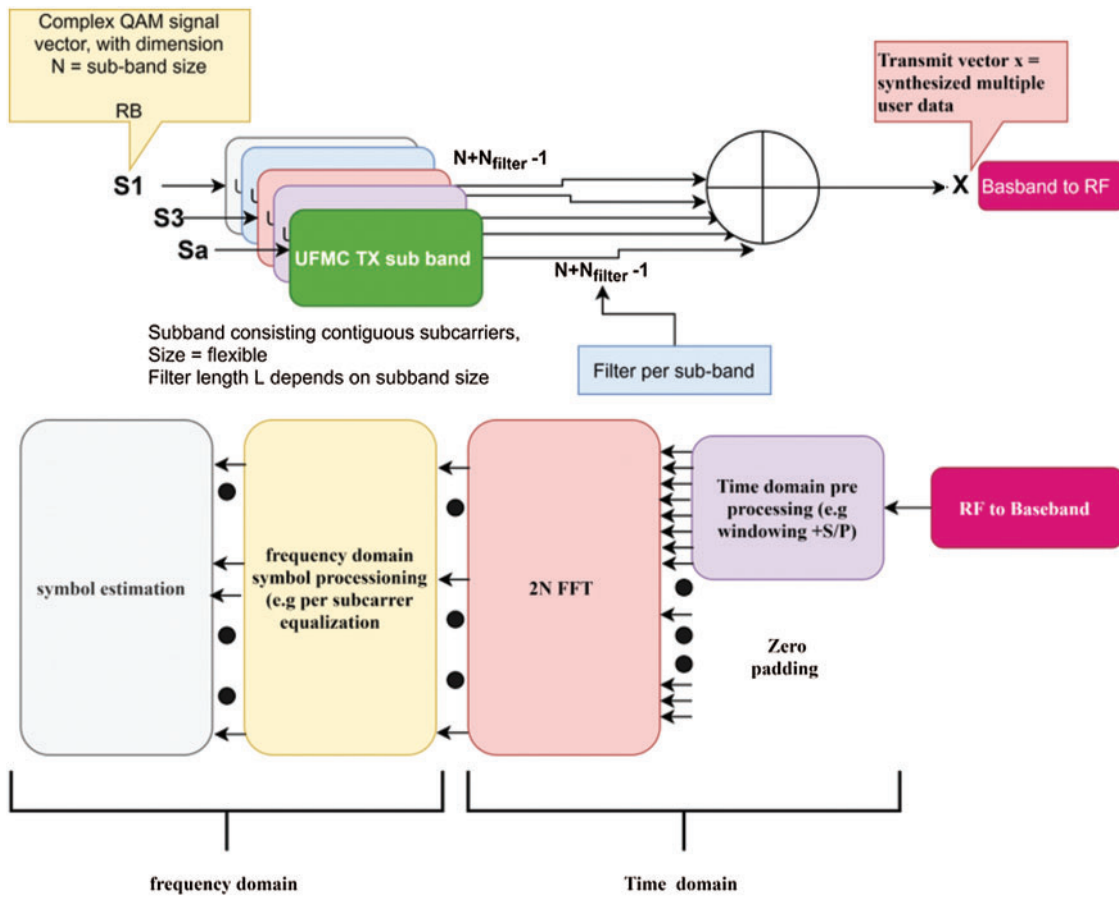 Complex QAM signal
vector, with dimension
N = sub-band size
RB
Transmit vector x =
synthesized multiple
user data
S1
S3
Sa
U
U
U
U
UFMC TX sub band
N+Nfilter -1
N+Nfilter -1
X
Basband to RF
Subband consisting contiguous subcarriers,
Size = flexible
Filter length L depends on subband size
Filter per sub-band
symbol estimation
frequency domain
symbol processioning
(e.g per subcarrer
equalization
2N FFT
Time domain pre
processing (e.g
windowing +S/P)
RF to Baseband
Zero
padding
frequency domain
Time domain